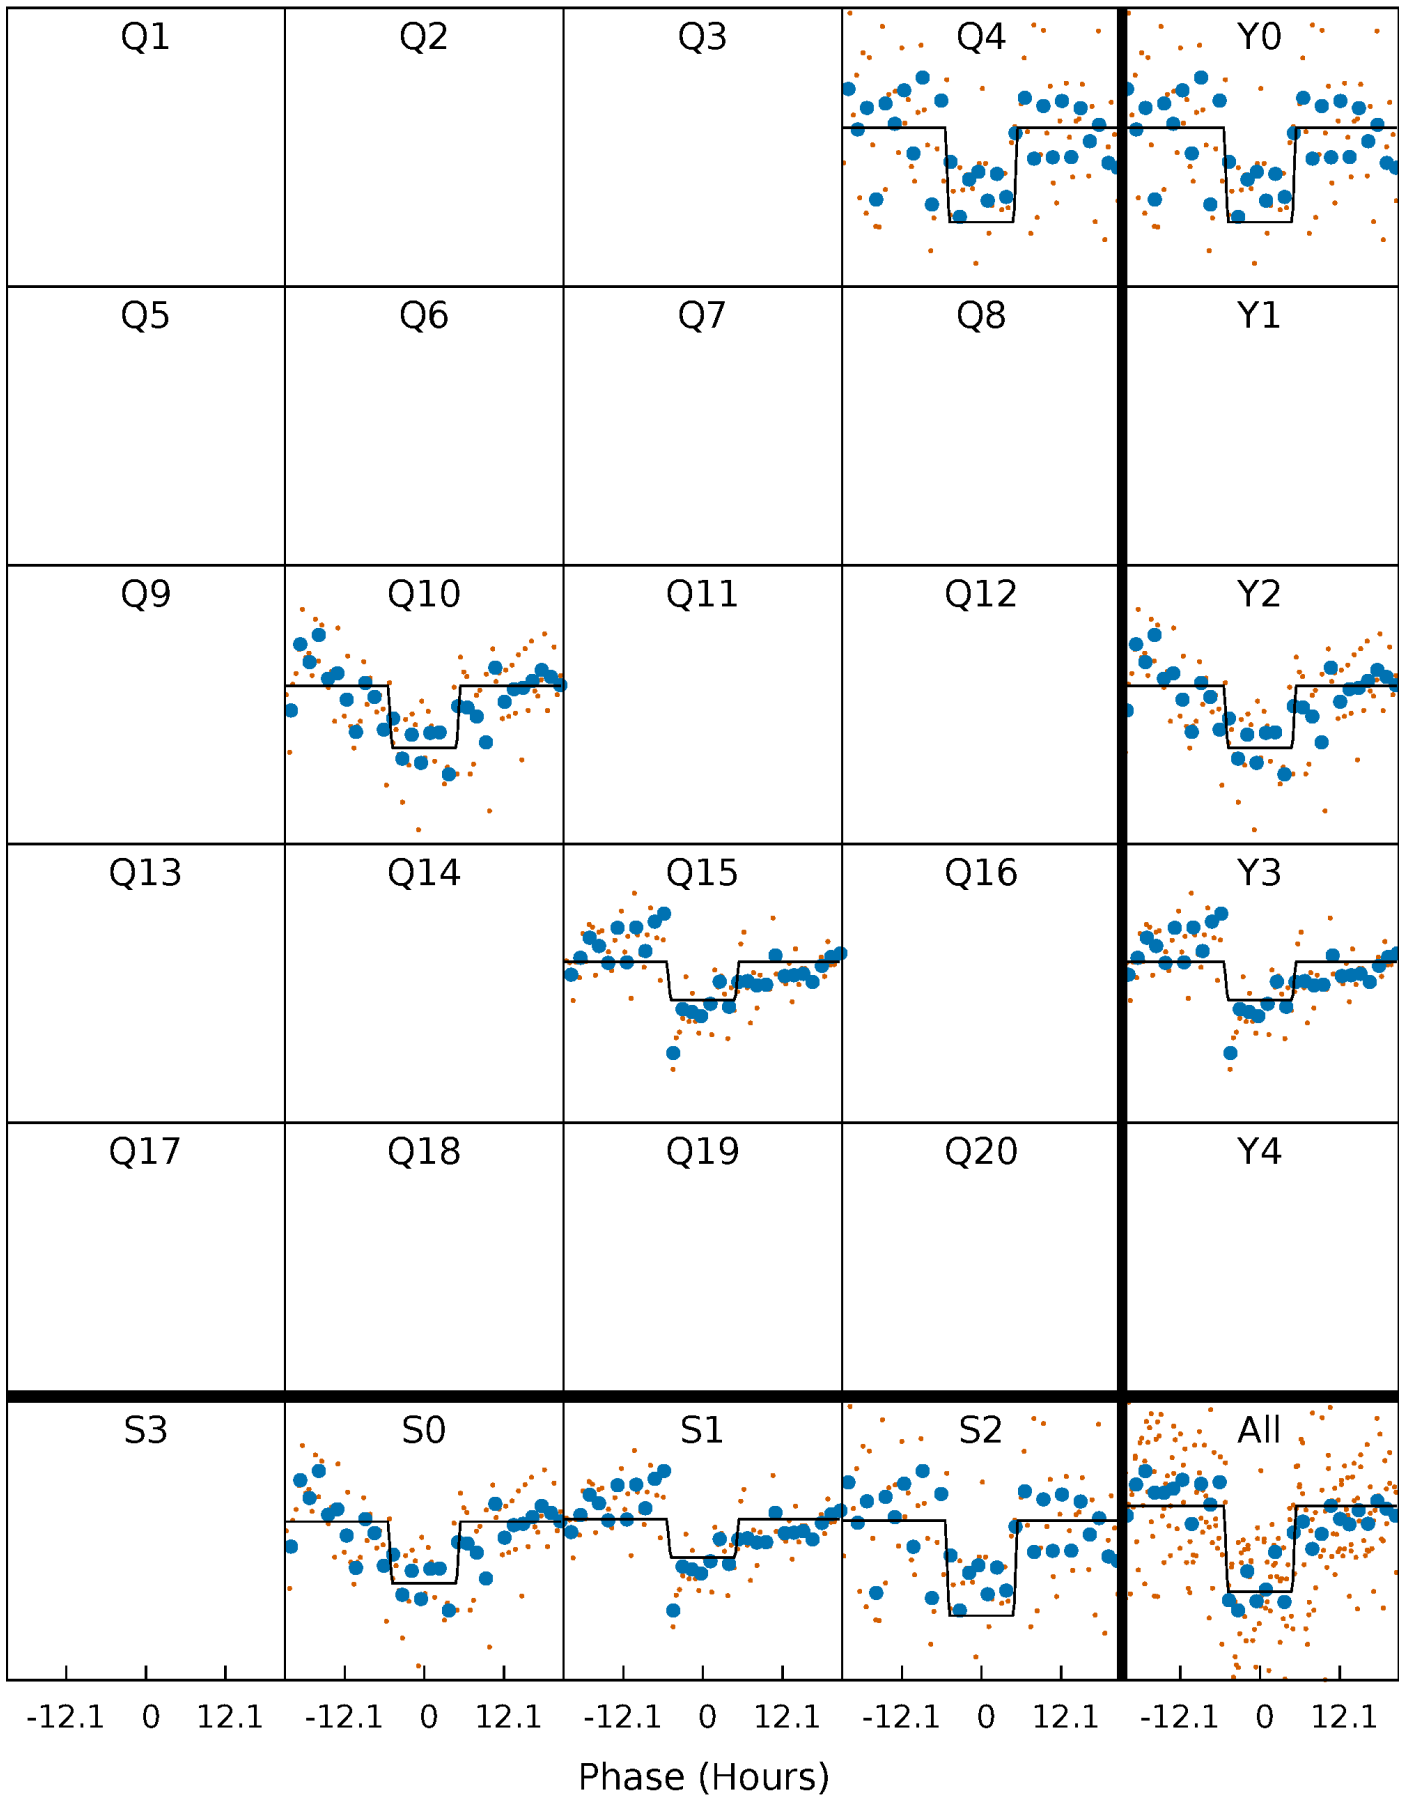 Q1 Q2 Q3 Q4 Y0
Q5 Q6 Q7 Q8 Y1
Q9 Q10 Q11 Q12 Y2
Q13 Q14 Q15 Q16 Y3
Q17 Q18 Q19 Q20 Y4
S3 S0 S1 S2 All
-12.1 0 12.1 -12.1 0 12.1 -12.1 0 12.1 -12.1 0 12.1 -12.1 0 12.1
Phase (Hours)